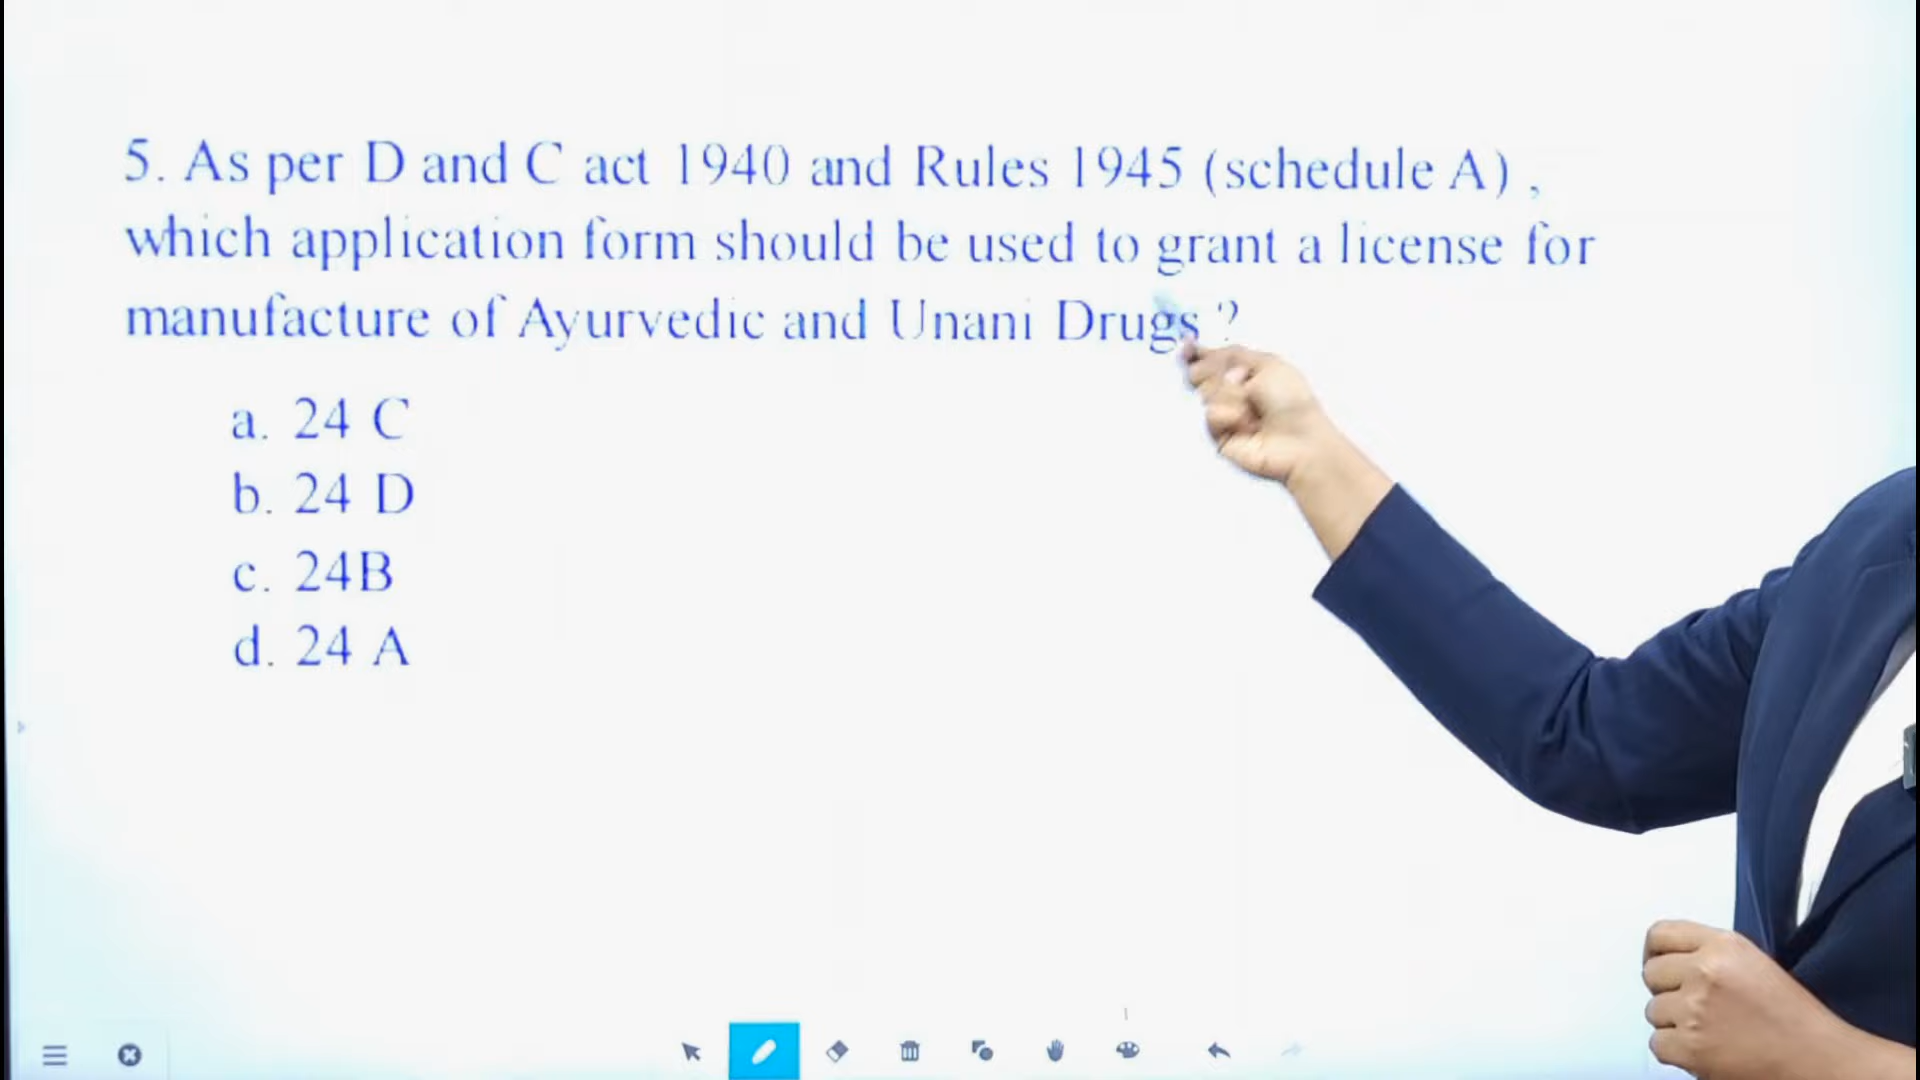 5. As per D and C act 1940 and Rules 1945 (schedule A) ,
which application form should be used to grant a license for
manufacture of Ayurvedic and Unani Drugs ?
a. 24 C
b. 24 D
c. 24B
d. 24 A